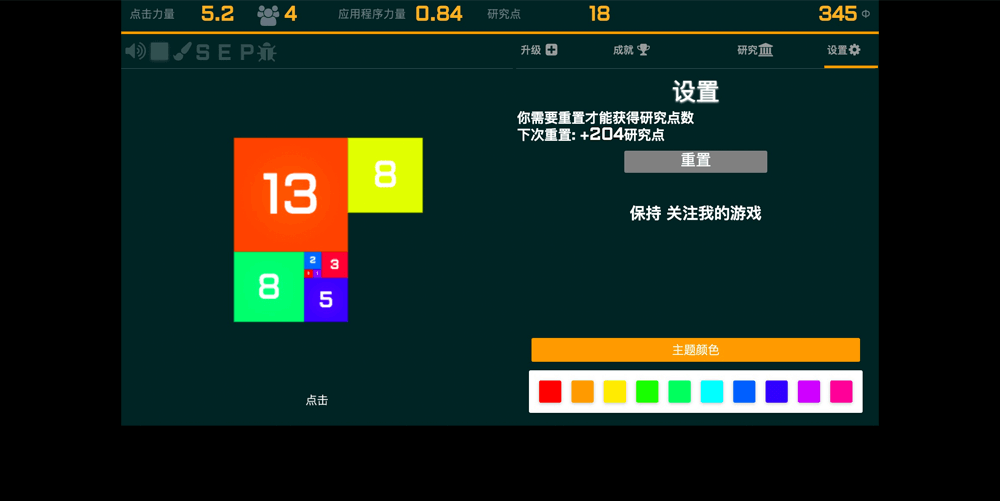 点击力量 5.2 4 应用程序力量 0.84 研究点 18 345 Φ
S E P 升级 成就 研究 设置
设置
你需要重置才能获得研究点数
下次重置: +204研究点
重置
保持 关注我的游戏
13
8
2
3
1 1
8
5
主题颜色
点击